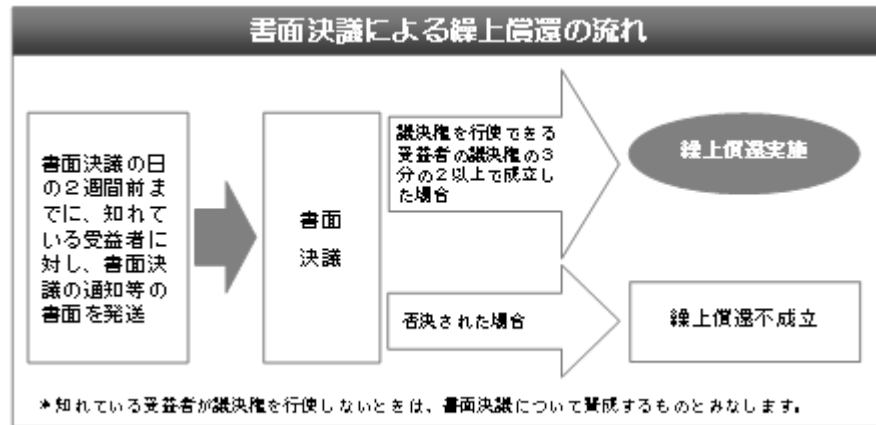 書面決議による繰上償還の流れ
書面決議の日
の２週間前ま
でに、知れて
いる受益者に
対し、書面決
議の通知等の
書面を発送
書面
決議
議決権を行使できる
受益者の議決権の３
分の２以上で成立し
た場合
繰上償還実施
否決された場合
繰上償還不成立
＊知れている受益者が議決権を行使しないときは、書面決議について賛成するものとみなします。